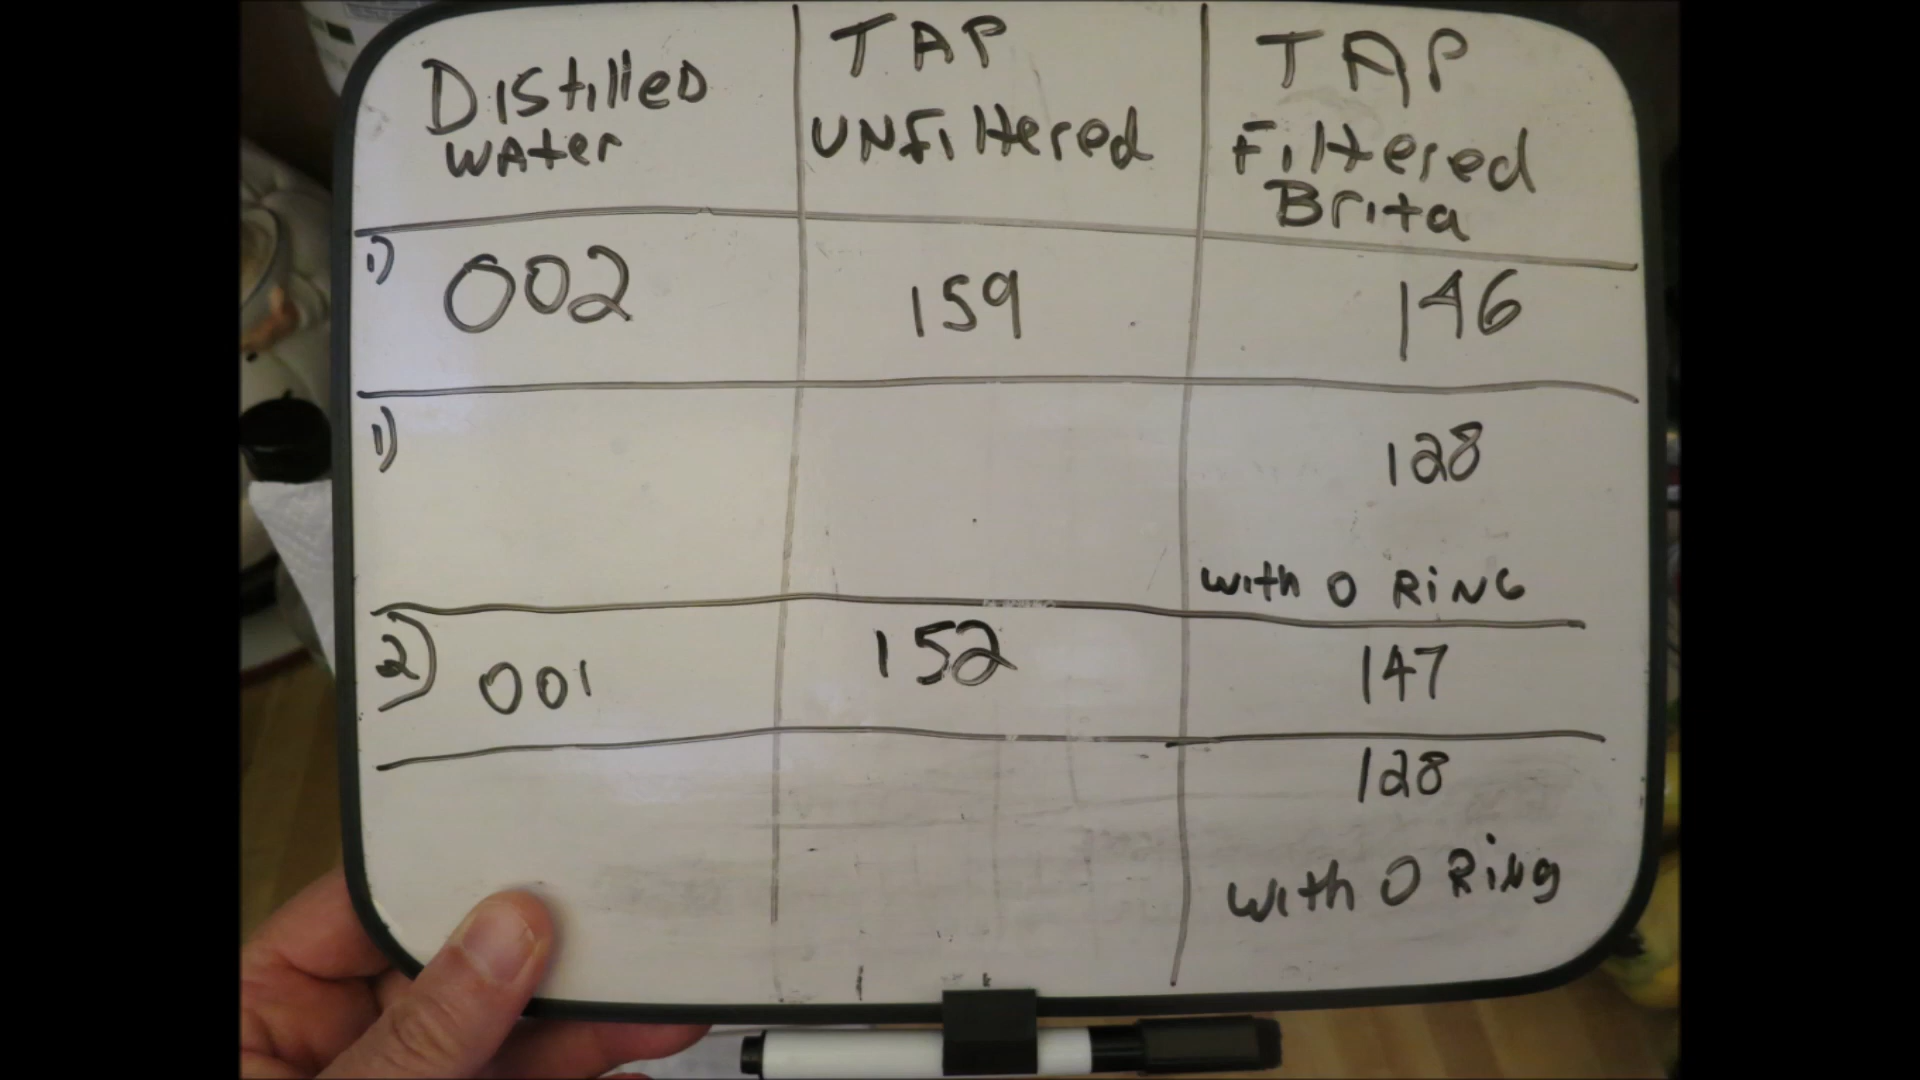 Distilled
Water
TAP
UNFiltered
TAP
Filtered
Brita
1) 002 159 146
1) 128
with O RING
2) 001 152 147
128
with O Ring